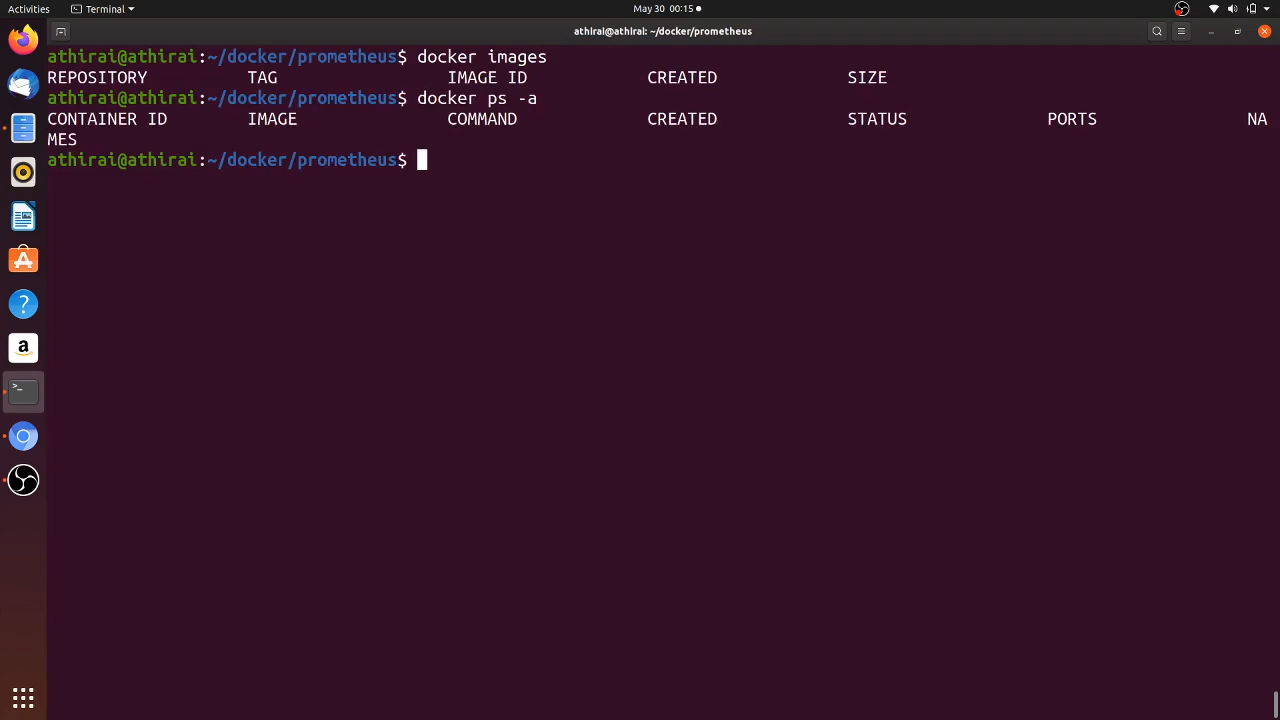 Activities Terminal May 30 00:15
athirai@athirai: ~/docker/prometheus
athirai@athirai:~/docker/prometheus$ docker images
REPOSITORY TAG IMAGE ID CREATED SIZE
athirai@athirai:~/docker/prometheus$ docker ps -a
CONTAINER ID IMAGE COMMAND CREATED STATUS PORTS NA
MES
athirai@athirai:~/docker/prometheus$